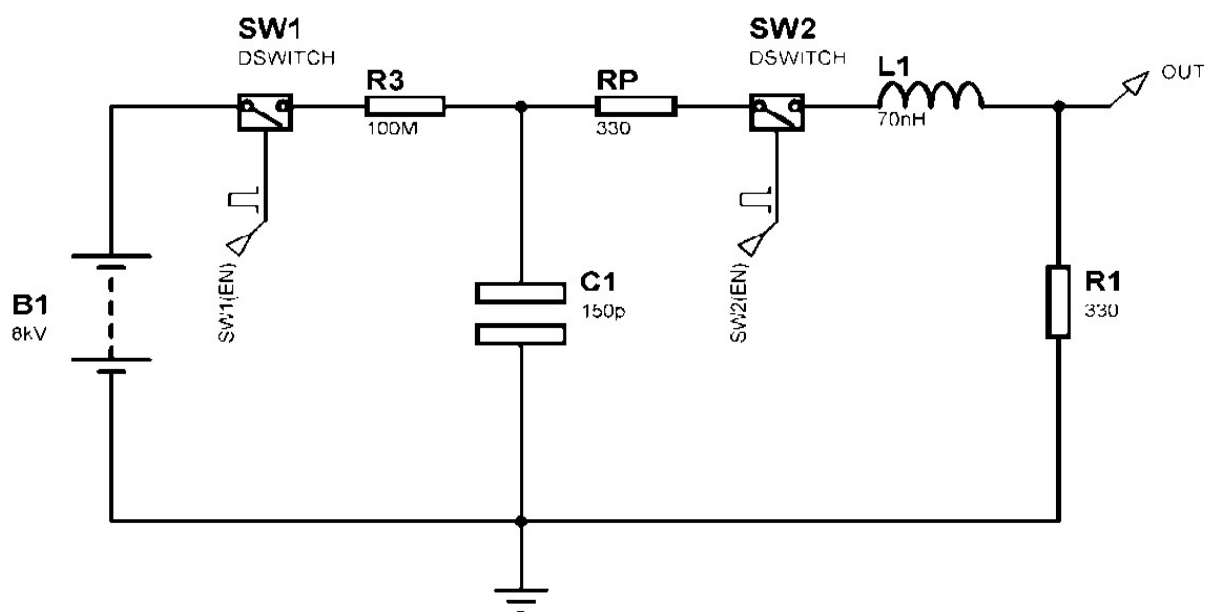 SW1
DSWITCH
R3
100M
RP
330
SW2
DSWITCH
L1
70nH
OUT
SW1(EN)
SW2(EN)
B1
8kV
C1
150p
R1
330